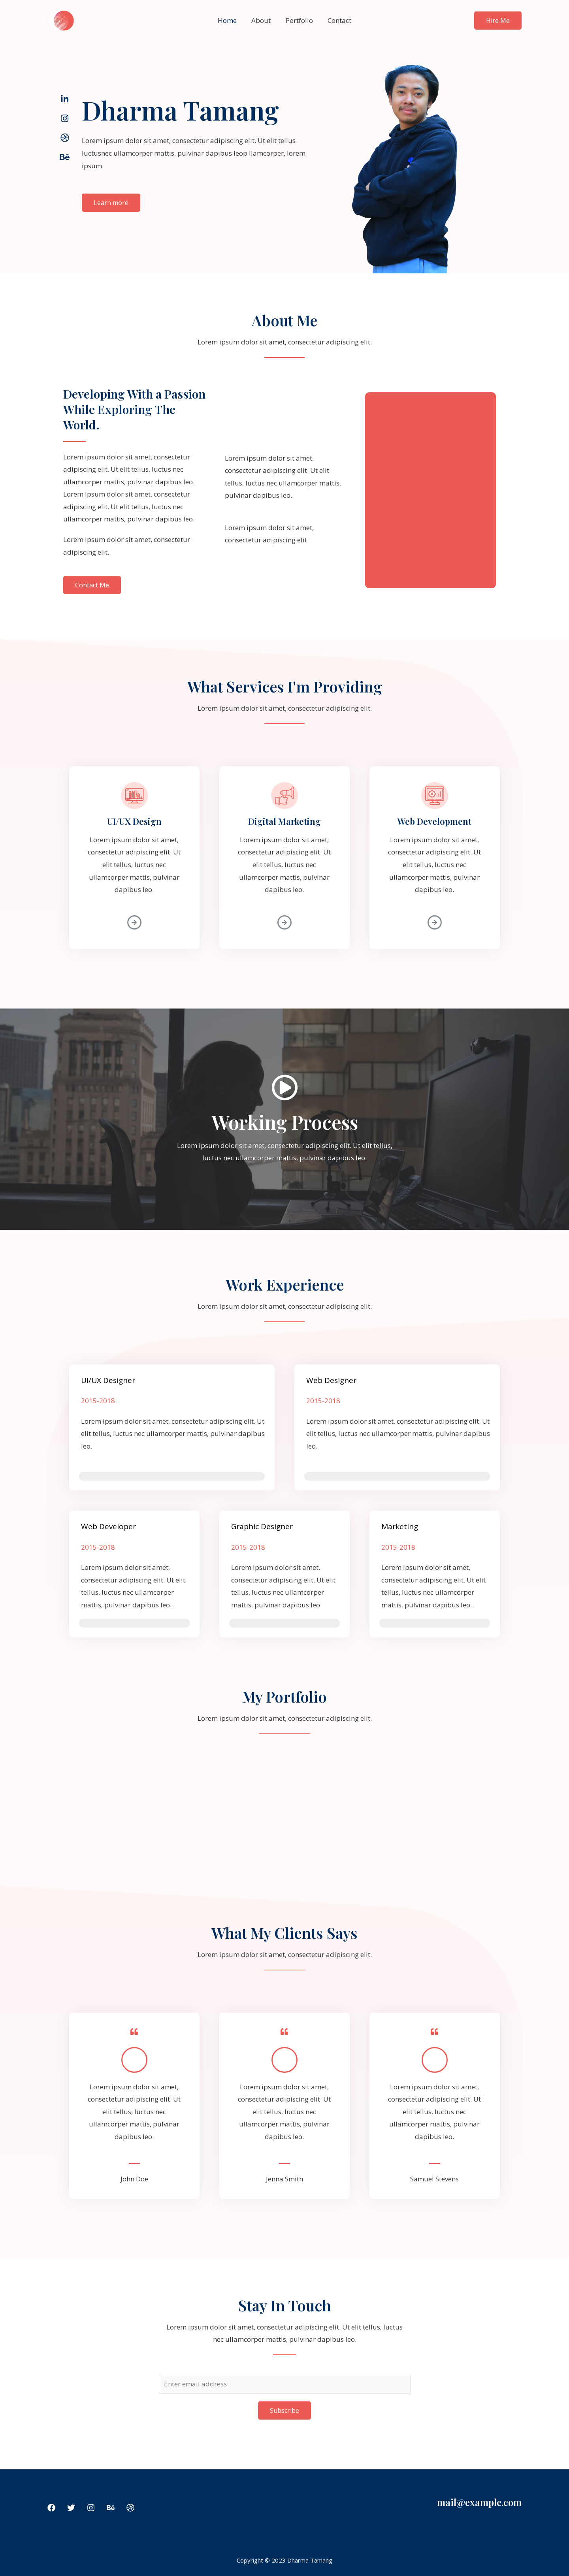 Home About Portfolio Contact Hire Me
Dharma Tamang
Lorem ipsum dolor sit amet, consectetur adipiscing elit. Ut elit tellus
luctusnec ullamcorper mattis, pulvinar dapibus leop llamcorper, lorem
ipsum.
Learn more
About Me
Lorem ipsum dolor sit amet, consectetur adipiscing elit.
Developing With a Passion
While Exploring The
World.
Lorem ipsum dolor sit amet, consectetur
adipiscing elit. Ut elit tellus, luctus nec
ullamcorper mattis, pulvinar dapibus leo.
Lorem ipsum dolor sit amet, consectetur
adipiscing elit. Ut elit tellus, luctus nec
ullamcorper mattis, pulvinar dapibus leo.
Lorem ipsum dolor sit amet, consectetur
adipiscing elit.
Contact Me
Lorem ipsum dolor sit amet,
consectetur adipiscing elit. Ut elit
tellus, luctus nec ullamcorper mattis,
pulvinar dapibus leo.
Lorem ipsum dolor sit amet,
consectetur adipiscing elit.
What Services I'm Providing
Lorem ipsum dolor sit amet, consectetur adipiscing elit.
UI/UX Design
Lorem ipsum dolor sit amet,
consectetur adipiscing elit. Ut
elit tellus, luctus nec
ullamcorper mattis, pulvinar
dapibus leo.
Digital Marketing
Lorem ipsum dolor sit amet,
consectetur adipiscing elit. Ut
elit tellus, luctus nec
ullamcorper mattis, pulvinar
dapibus leo.
Web Development
Lorem ipsum dolor sit amet,
consectetur adipiscing elit. Ut
elit tellus, luctus nec
ullamcorper mattis, pulvinar
dapibus leo.
Working Process
Lorem ipsum dolor sit amet, consectetur adipiscing elit. Ut elit tellus,
luctus nec ullamcorper mattis, pulvinar dapibus leo.
Work Experience
Lorem ipsum dolor sit amet, consectetur adipiscing elit.
UI/UX Designer
2015-2018
Lorem ipsum dolor sit amet, consectetur adipiscing elit. Ut
elit tellus, luctus nec ullamcorper mattis, pulvinar dapibus
leo.
Web Designer
2015-2018
Lorem ipsum dolor sit amet, consectetur adipiscing elit. Ut
elit tellus, luctus nec ullamcorper mattis, pulvinar dapibus
leo.
Web Developer
2015-2018
Lorem ipsum dolor sit amet,
consectetur adipiscing elit. Ut elit
tellus, luctus nec ullamcorper
mattis, pulvinar dapibus leo.
Graphic Designer
2015-2018
Lorem ipsum dolor sit amet,
consectetur adipiscing elit. Ut elit
tellus, luctus nec ullamcorper
mattis, pulvinar dapibus leo.
Marketing
2015-2018
Lorem ipsum dolor sit amet,
consectetur adipiscing elit. Ut elit
tellus, luctus nec ullamcorper
mattis, pulvinar dapibus leo.
My Portfolio
Lorem ipsum dolor sit amet, consectetur adipiscing elit.
What My Clients Says
Lorem ipsum dolor sit amet, consectetur adipiscing elit.
Lorem ipsum dolor sit amet,
consectetur adipiscing elit. Ut
elit tellus, luctus nec
ullamcorper mattis, pulvinar
dapibus leo.
John Doe
Lorem ipsum dolor sit amet,
consectetur adipiscing elit. Ut
elit tellus, luctus nec
ullamcorper mattis, pulvinar
dapibus leo.
Jenna Smith
Lorem ipsum dolor sit amet,
consectetur adipiscing elit. Ut
elit tellus, luctus nec
ullamcorper mattis, pulvinar
dapibus leo.
Samuel Stevens
Stay In Touch
Lorem ipsum dolor sit amet, consectetur adipiscing elit. Ut elit tellus, luctus
nec ullamcorper mattis, pulvinar dapibus leo.
Enter email address
Subscribe
mail@example.com
Copyright © 2023 Dharma Tamang